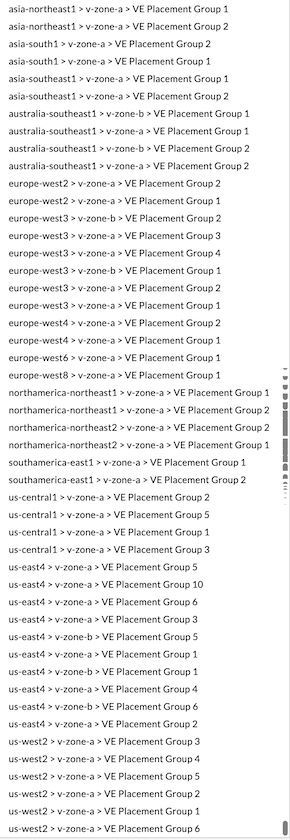 asia-northeast1 > v-zone-a > VE Placement Group 1
asia-northeast1 > v-zone-a > VE Placement Group 2
asia-south1 > v-zone-a > VE Placement Group 2
asia-south1 > v-zone-a > VE Placement Group 1
asia-southeast1 > v-zone-a > VE Placement Group 1
asia-southeast1 > v-zone-a > VE Placement Group 2
australia-southeast1 > v-zone-b > VE Placement Group 1
australia-southeast1 > v-zone-a > VE Placement Group 1
australia-southeast1 > v-zone-b > VE Placement Group 2
australia-southeast1 > v-zone-a > VE Placement Group 2
europe-west2 > v-zone-a > VE Placement Group 2
europe-west2 > v-zone-a > VE Placement Group 1
europe-west3 > v-zone-b > VE Placement Group 2
europe-west3 > v-zone-a > VE Placement Group 3
europe-west3 > v-zone-a > VE Placement Group 4
europe-west3 > v-zone-b > VE Placement Group 1
europe-west3 > v-zone-a > VE Placement Group 2
europe-west3 > v-zone-a > VE Placement Group 1
europe-west4 > v-zone-a > VE Placement Group 2
europe-west4 > v-zone-a > VE Placement Group 1
europe-west6 > v-zone-a > VE Placement Group 1
europe-west8 > v-zone-a > VE Placement Group 1
northamerica-northeast1 > v-zone-a > VE Placement Group 1
northamerica-northeast1 > v-zone-a > VE Placement Group 2
northamerica-northeast2 > v-zone-a > VE Placement Group 2
northamerica-northeast2 > v-zone-a > VE Placement Group 1
southamerica-east1 > v-zone-a > VE Placement Group 1
southamerica-east1 > v-zone-a > VE Placement Group 2
us-central1 > v-zone-a > VE Placement Group 2
us-central1 > v-zone-a > VE Placement Group 5
us-central1 > v-zone-a > VE Placement Group 1
us-central1 > v-zone-a > VE Placement Group 3
us-east4 > v-zone-a > VE Placement Group 5
us-east4 > v-zone-a > VE Placement Group 10
us-east4 > v-zone-a > VE Placement Group 6
us-east4 > v-zone-a > VE Placement Group 3
us-east4 > v-zone-b > VE Placement Group 5
us-east4 > v-zone-a > VE Placement Group 1
us-east4 > v-zone-b > VE Placement Group 1
us-east4 > v-zone-a > VE Placement Group 4
us-east4 > v-zone-b > VE Placement Group 6
us-east4 > v-zone-a > VE Placement Group 2
us-west2 > v-zone-a > VE Placement Group 3
us-west2 > v-zone-a > VE Placement Group 4
us-west2 > v-zone-a > VE Placement Group 5
us-west2 > v-zone-a > VE Placement Group 2
us-west2 > v-zone-a > VE Placement Group 1
us-west2 > v-zone-a > VE Placement Group 6